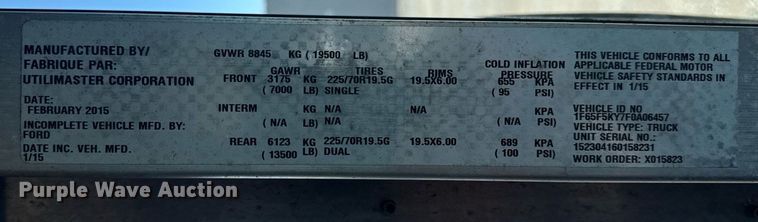 MANUFACTURED BY/
FABRIQUE PAR:
UTILIMASTER CORPORATION
DATE:
FEBRUARY 2015
INCOMPLETE VEHICLE MFD. BY:
FORD
DATE INC. VEH. MFD.
1/15
GVWR 8845 KG ( 19500 LB)
GAWR TIRES RIMS COLD INFLATION PRESSURE
FRONT 3175 KG 225/70R19.5G 19.5X6.00 655 KPA
( 7000 LB) SINGLE ( 95 PSI)
INTERM KG N/A N/A KPA
( N/A LB) N/A ( N/A PSI)
REAR 6123 KG 225/70R19.5G 19.5X6.00 689 KPA
( 13500 LB) DUAL ( 100 PSI)
THIS VEHICLE CONFORMS TO ALL
APPLICABLE FEDERAL MOTOR
VEHICLE SAFETY STANDARDS IN
EFFECT IN 1/15
VEHICLE ID NO
1F65F5KY7F0A06457
VEHICLE TYPE: TRUCK
UNIT SERIAL NO:
152304160158231
WORK ORDER: X015823
Purple Wave Auction